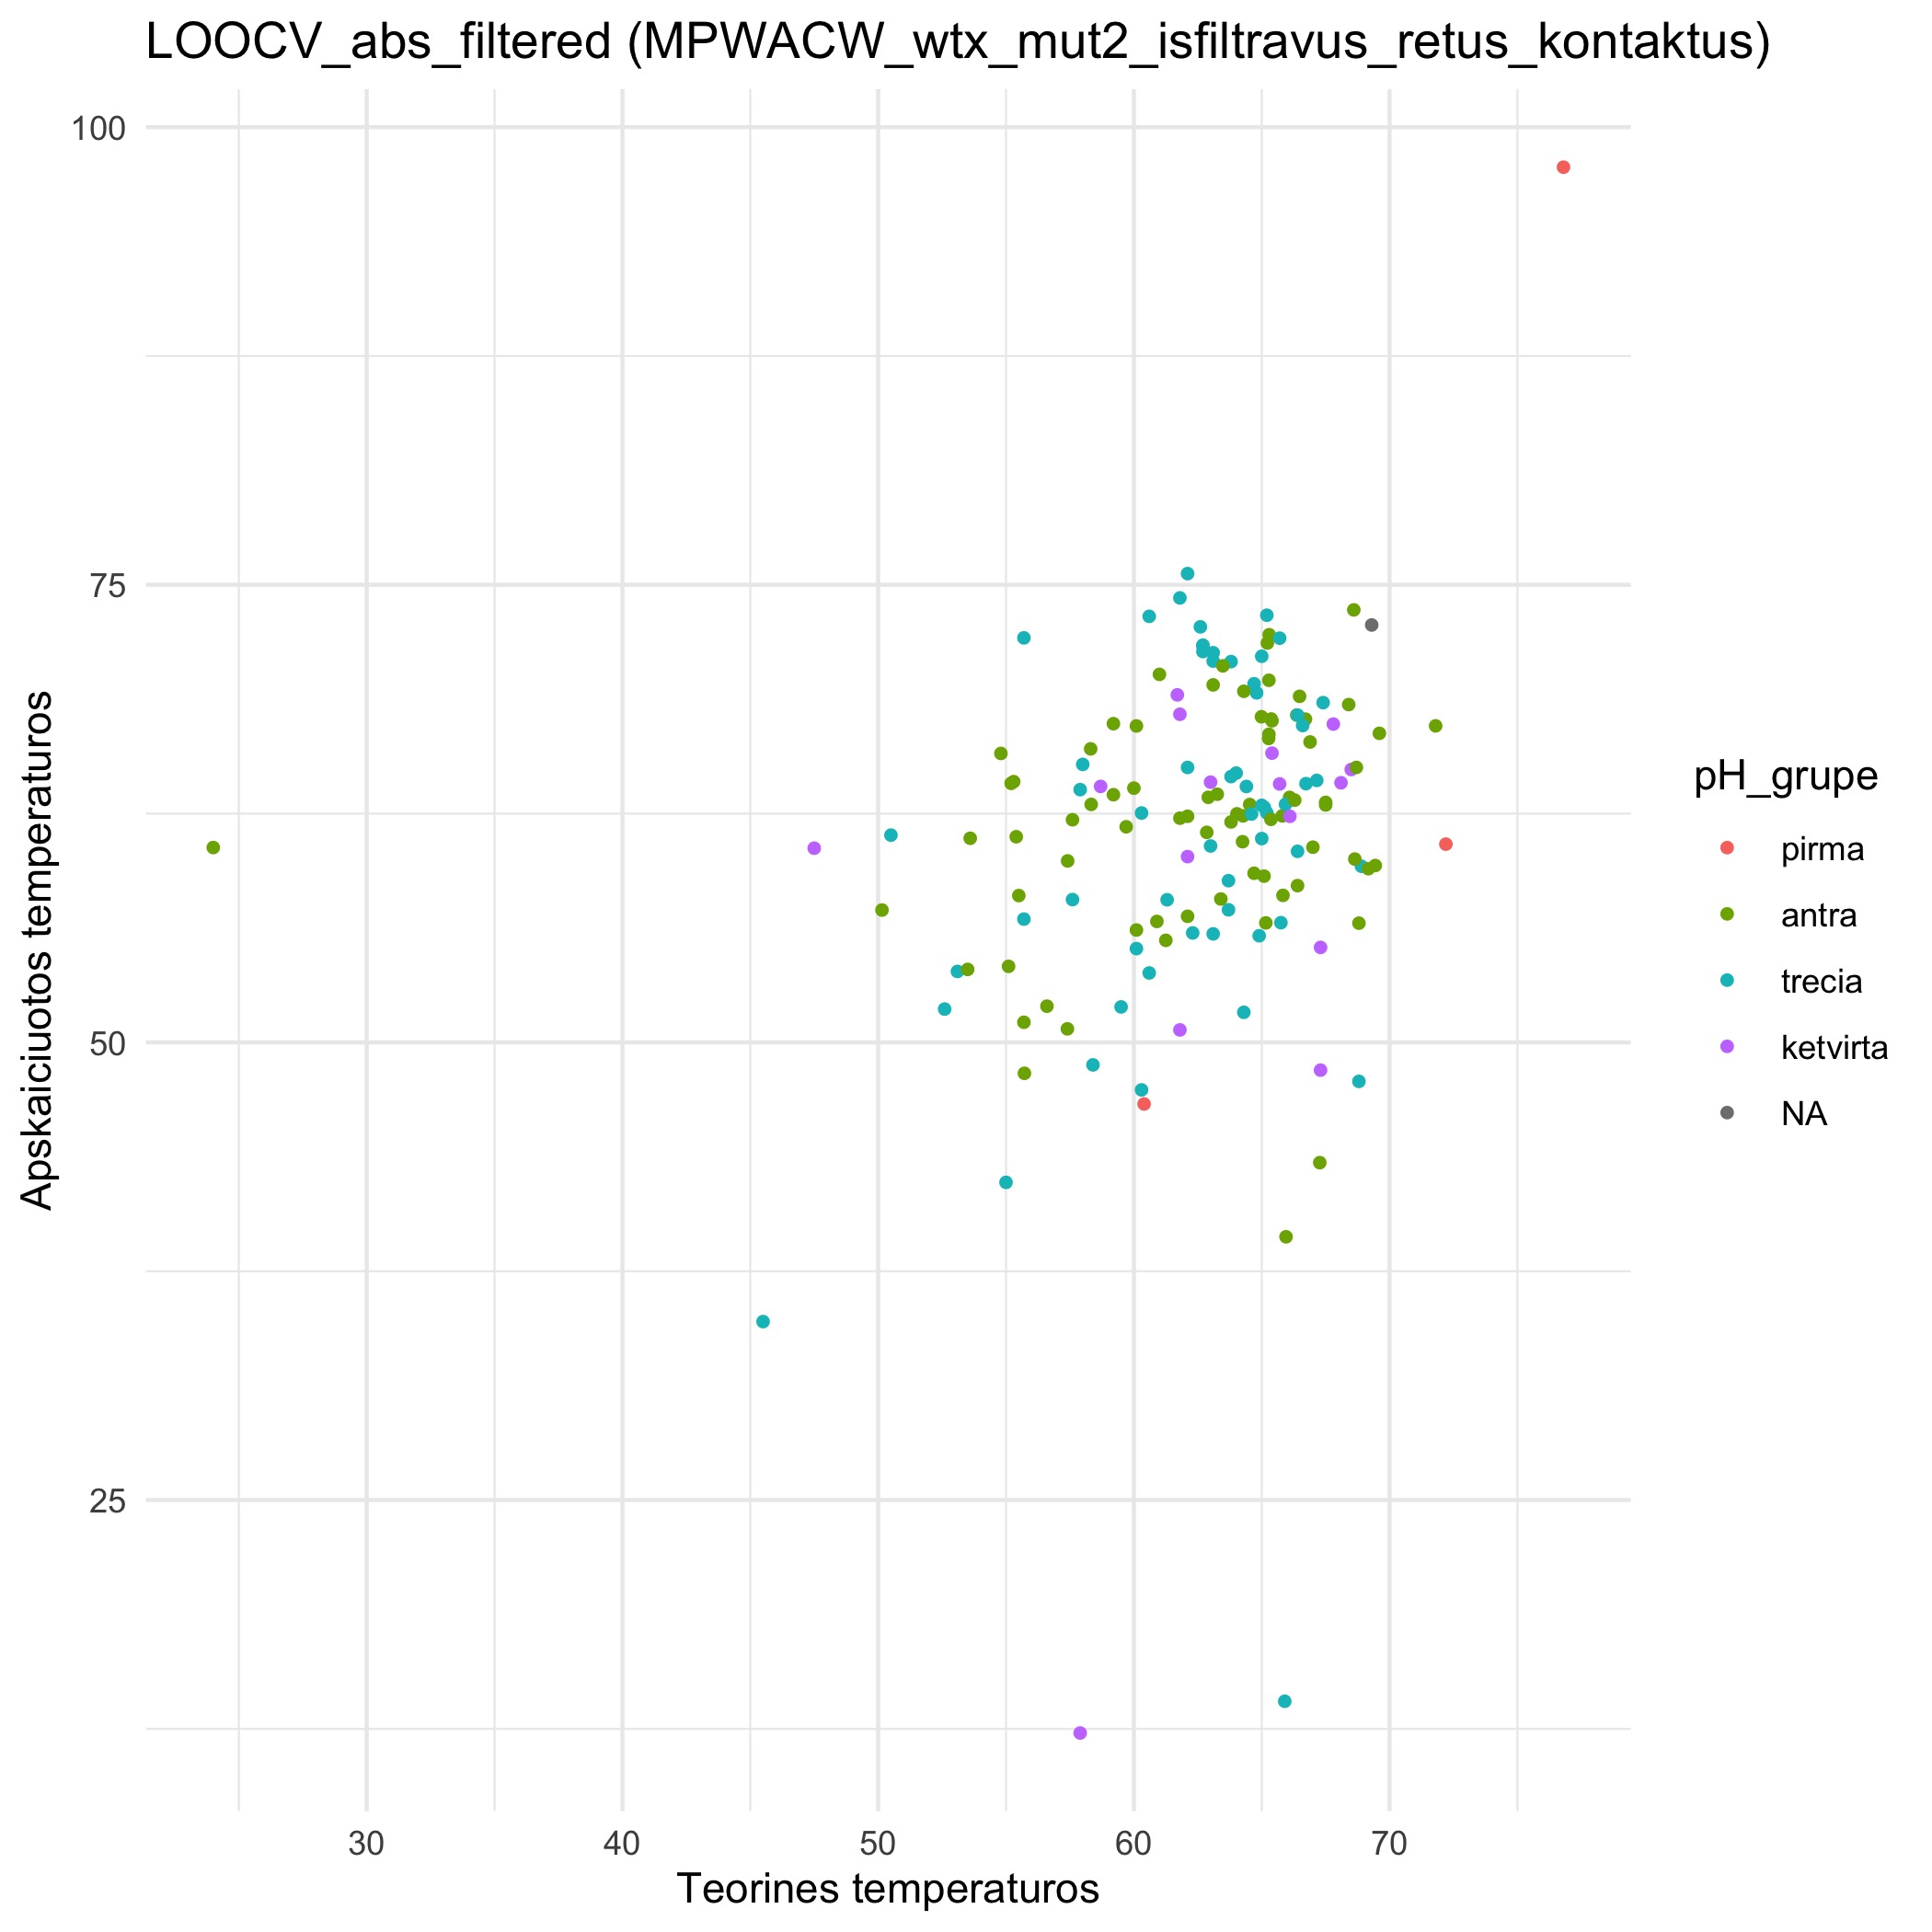 LOOCV_abs_filtered (MPWACW_wtx_mut2_isfiltravus_retus_kontaktus)
100
75
50
25
Apskaiciuotos temperaturos
30 40 50 60 70
Teorines temperaturos
pH_grupe
pirma
antra
trecia
ketvirta
NA